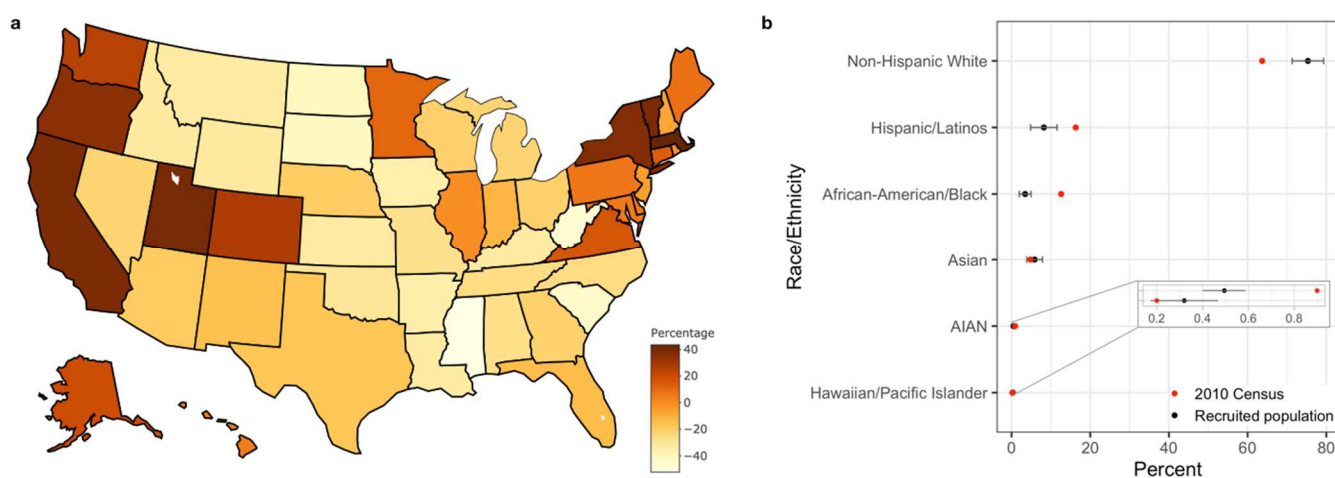 a
Percentage
40
20
0
−20
−40
b
Race/Ethnicity
Non-Hispanic White
Hispanic/Latinos
African-American/Black
Asian
AIAN
Hawaiian/Pacific Islander
0.2 0.4 0.6 0.8
2010 Census
Recruited population
0 20 40 60 80
Percent